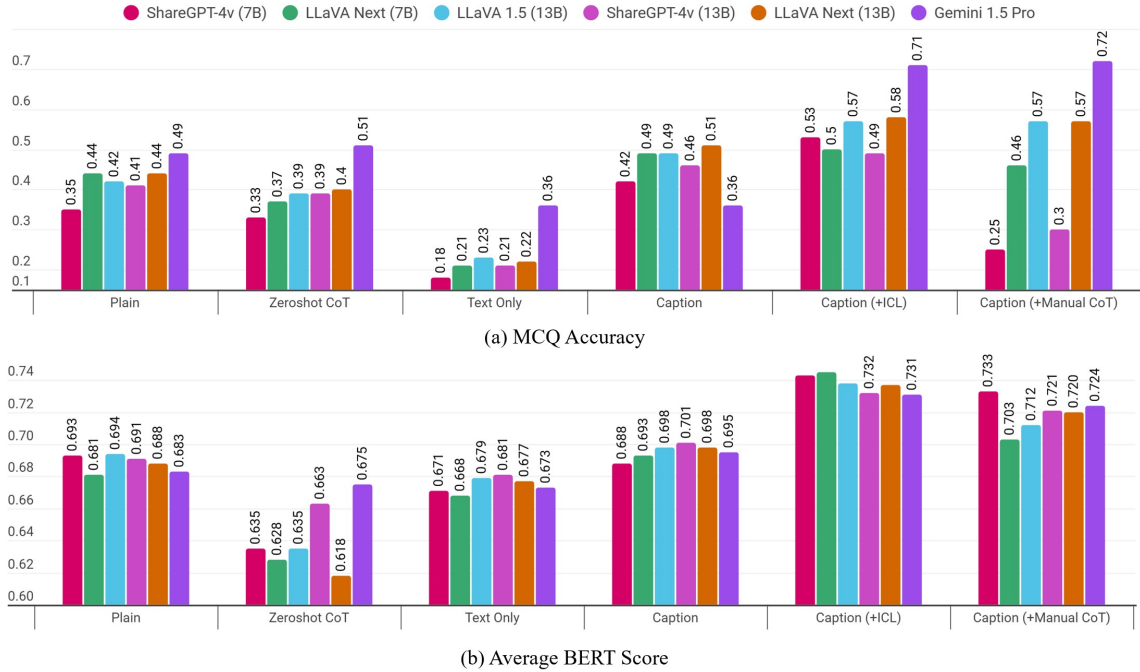 ShareGPT-4v (7B) LLaVA Next (7B) LLaVA 1.5 (13B) ShareGPT-4v (13B) LLaVA Next (13B) Gemini 1.5 Pro
0.7
0.6
0.5
0.4
0.3
0.2
0.1
0.35 0.44 0.42 0.41 0.44 0.49
0.33 0.37 0.39 0.39 0.4 0.51
0.18 0.21 0.23 0.21 0.22 0.36
0.42 0.49 0.49 0.46 0.51 0.36
0.53 0.5 0.57 0.49 0.58 0.71
0.25 0.46 0.57 0.3 0.57 0.72
Plain Zeroshot CoT Text Only Caption Caption (+ICL) Caption (+Manual CoT)
(a) MCQ Accuracy
0.74
0.72
0.70
0.68
0.66
0.64
0.62
0.60
0.693 0.681 0.694 0.691 0.688 0.683
0.635 0.628 0.635 0.663 0.618 0.675
0.671 0.668 0.679 0.681 0.677 0.673
0.688 0.693 0.698 0.701 0.698 0.695
0.732 0.731
0.733 0.703 0.712 0.721 0.720 0.724
Plain Zeroshot CoT Text Only Caption Caption (+ICL) Caption (+Manual CoT)
(b) Average BERT Score